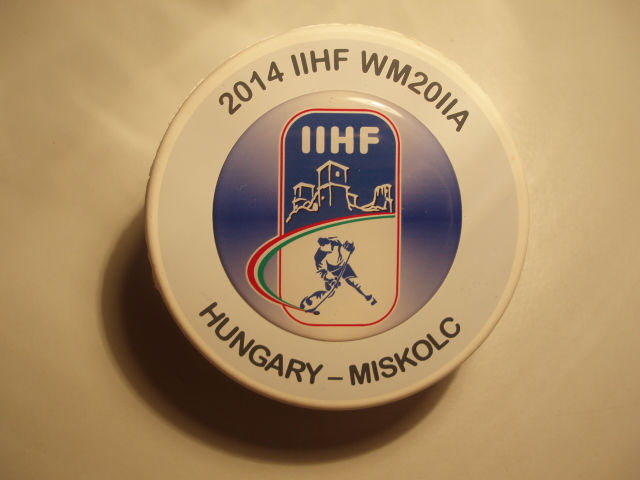 2014 IIHF WM20IIA
IIHF
HUNGARY – MISKOLC